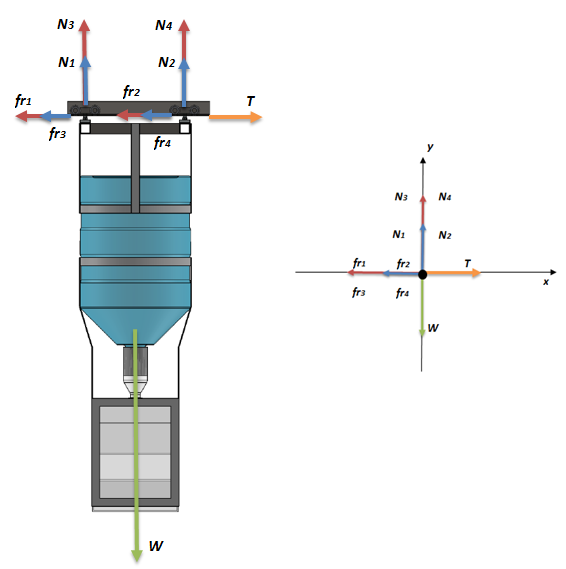 N3 N4
N1 N2
fr1 fr2 T
fr3 fr4
W
y
N3 N4
N1 N2
fr1 fr2 T
fr3 fr4 x
W